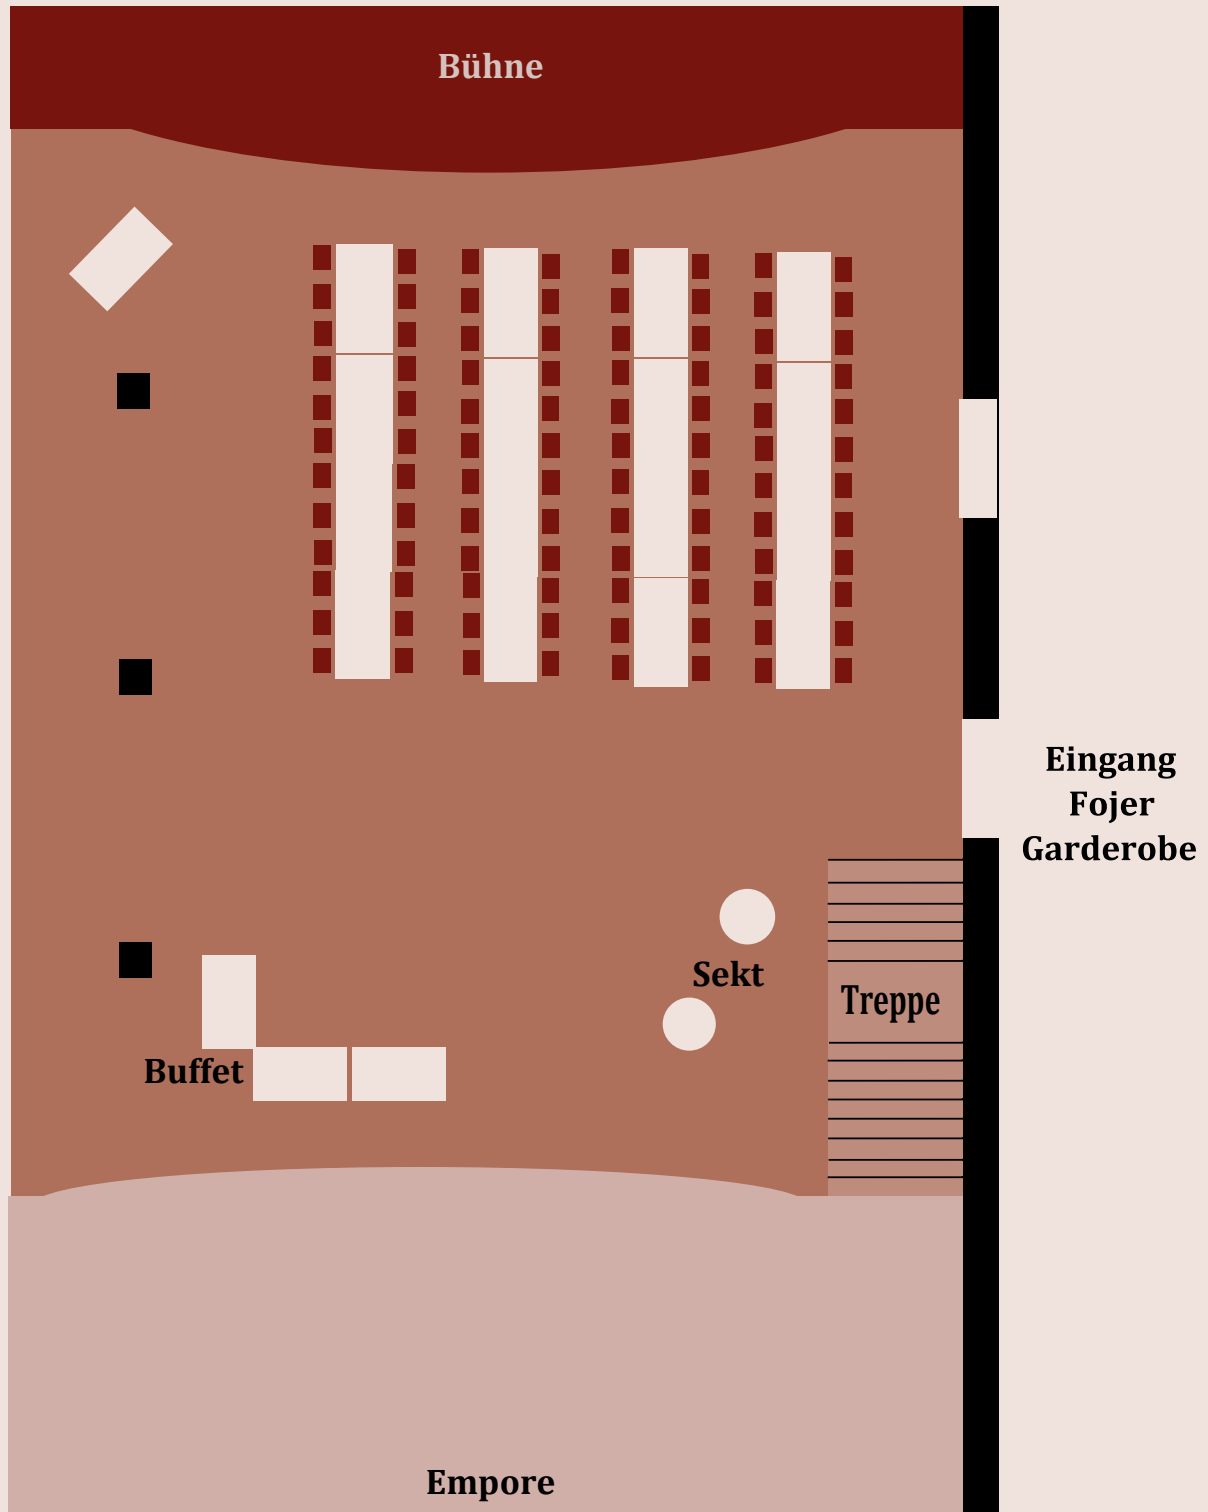 Bühne
Eingang
Fojer
Garderobe
Sekt
Treppe
Buffet
Empore